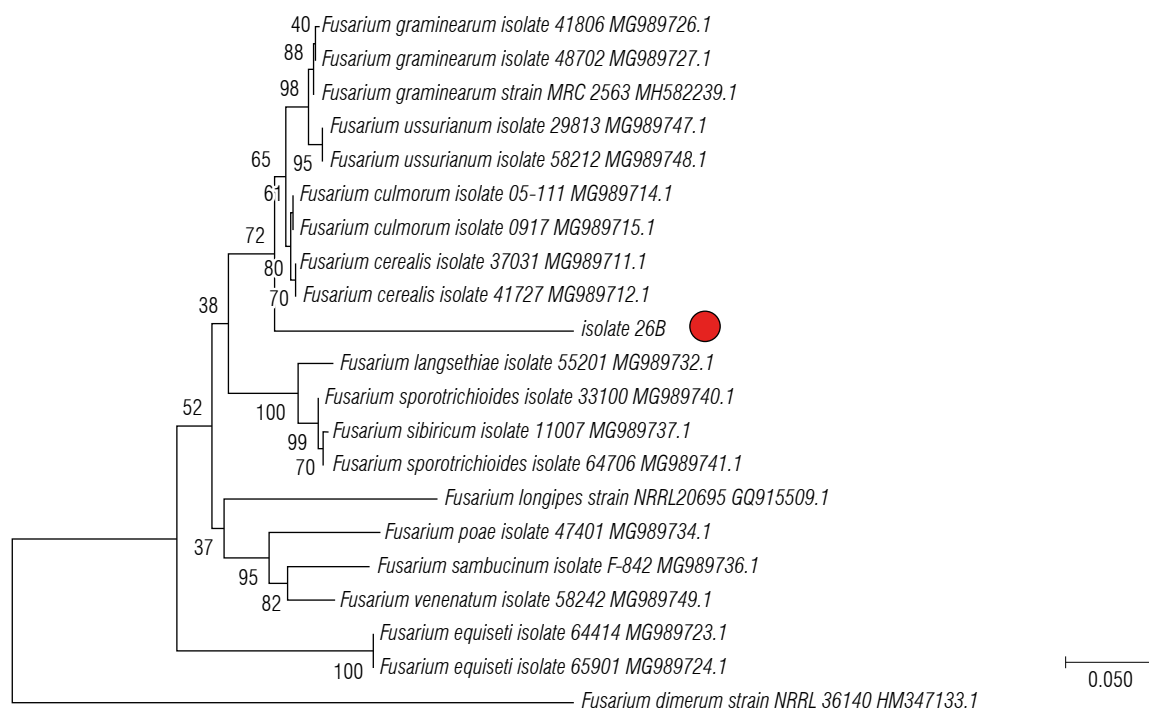 40 Fusarium graminearum isolate 41806 MG989726.1
88 Fusarium graminearum isolate 48702 MG989727.1
98 Fusarium graminearum strain MRC 2563 MH582239.1
Fusarium ussurianum isolate 29813 MG989747.1
65 95 Fusarium ussurianum isolate 58212 MG989748.1
61 Fusarium culmorum isolate 05-111 MG989714.1
72 Fusarium culmorum isolate 0917 MG989715.1
80 Fusarium cerealis isolate 37031 MG989711.1
70 Fusarium cerealis isolate 41727 MG989712.1
38
isolate 26B
Fusarium langsethiae isolate 55201 MG989732.1
Fusarium sporotrichioides isolate 33100 MG989740.1
52 100
99 Fusarium sibiricum isolate 11007 MG989737.1
70 Fusarium sporotrichioides isolate 64706 MG989741.1
Fusarium longipes strain NRRL20695 GQ915509.1
Fusarium poae isolate 47401 MG989734.1
37
Fusarium sambucinum isolate F-842 MG989736.1
95
82 Fusarium venenatum isolate 58242 MG989749.1
Fusarium equiseti isolate 64414 MG989723.1
100 Fusarium equiseti isolate 65901 MG989724.1
0.050
Fusarium dimerum strain NRRL 36140 HM347133.1